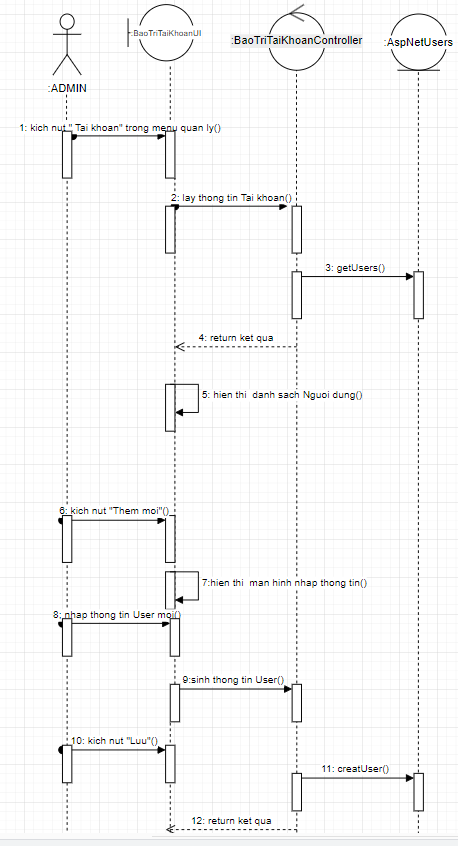 :BaoTriTaiKhoanUI
:BaoTriTaiKhoanController
:AspNetUsers
:ADMIN
1: kich nut " Tai khoan" trong menu quan ly()
2: lay thong tin Tai khoan()
3: getUsers()
4: return ket qua
5: hien thi  danh sach Nguoi dung()
6: kich nut "Them moi"()
7:hien thi  man hinh nhap thong tin()
8: nhap thong tin User moi()
9:sinh thong tin User()
10: kich nut "Luu"()
11: creatUser()
12: return ket qua